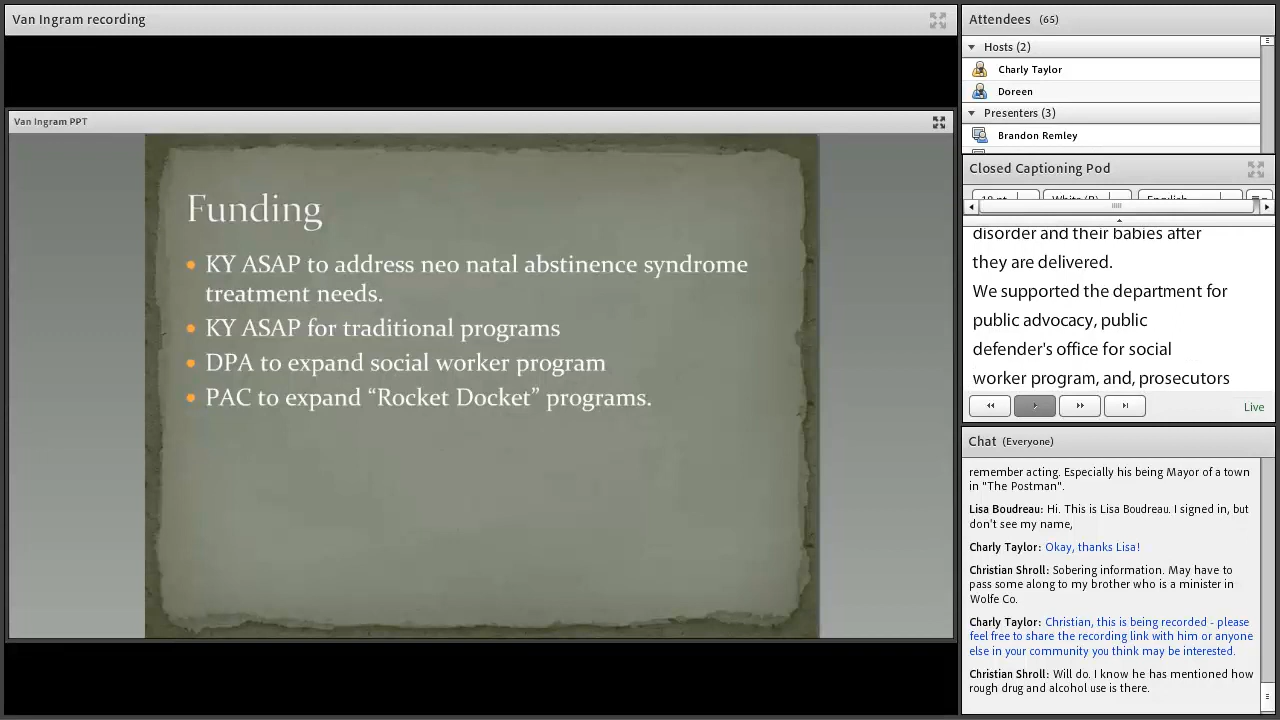 Van Ingram recording
Van Ingram PPT
Funding
• KY ASAP to address neo natal abstinence syndrome
treatment needs.
• KY ASAP for traditional programs
• DPA to expand social worker program
• PAC to expand “Rocket Docket” programs.
Attendees (65)
Hosts (2)
Charly Taylor
Doreen
Presenters (3)
Brandon Remley
Closed Captioning Pod
18 pt
White (B)
English
disorder and their babies after
they are delivered.
We supported the department for
public advocacy, public
defender's office for social
worker program, and, prosecutors
Live
Chat (Everyone)
remember acting. Especially his being Mayor of a town
in "The Postman".
Lisa Boudreau: Hi. This is Lisa Boudreau. I signed in, but
don't see my name,
Charly Taylor: Okay, thanks Lisa!
Christian Shroll: Sobering information. May have to
pass some along to my brother who is a minister in
Wolfe Co.
Charly Taylor: Christian, this is being recorded - please
feel free to share the recording link with him or anyone
else in your community you think may be interested.
Christian Shroll: Will do. I know he has mentioned how
rough drug and alcohol use is there.